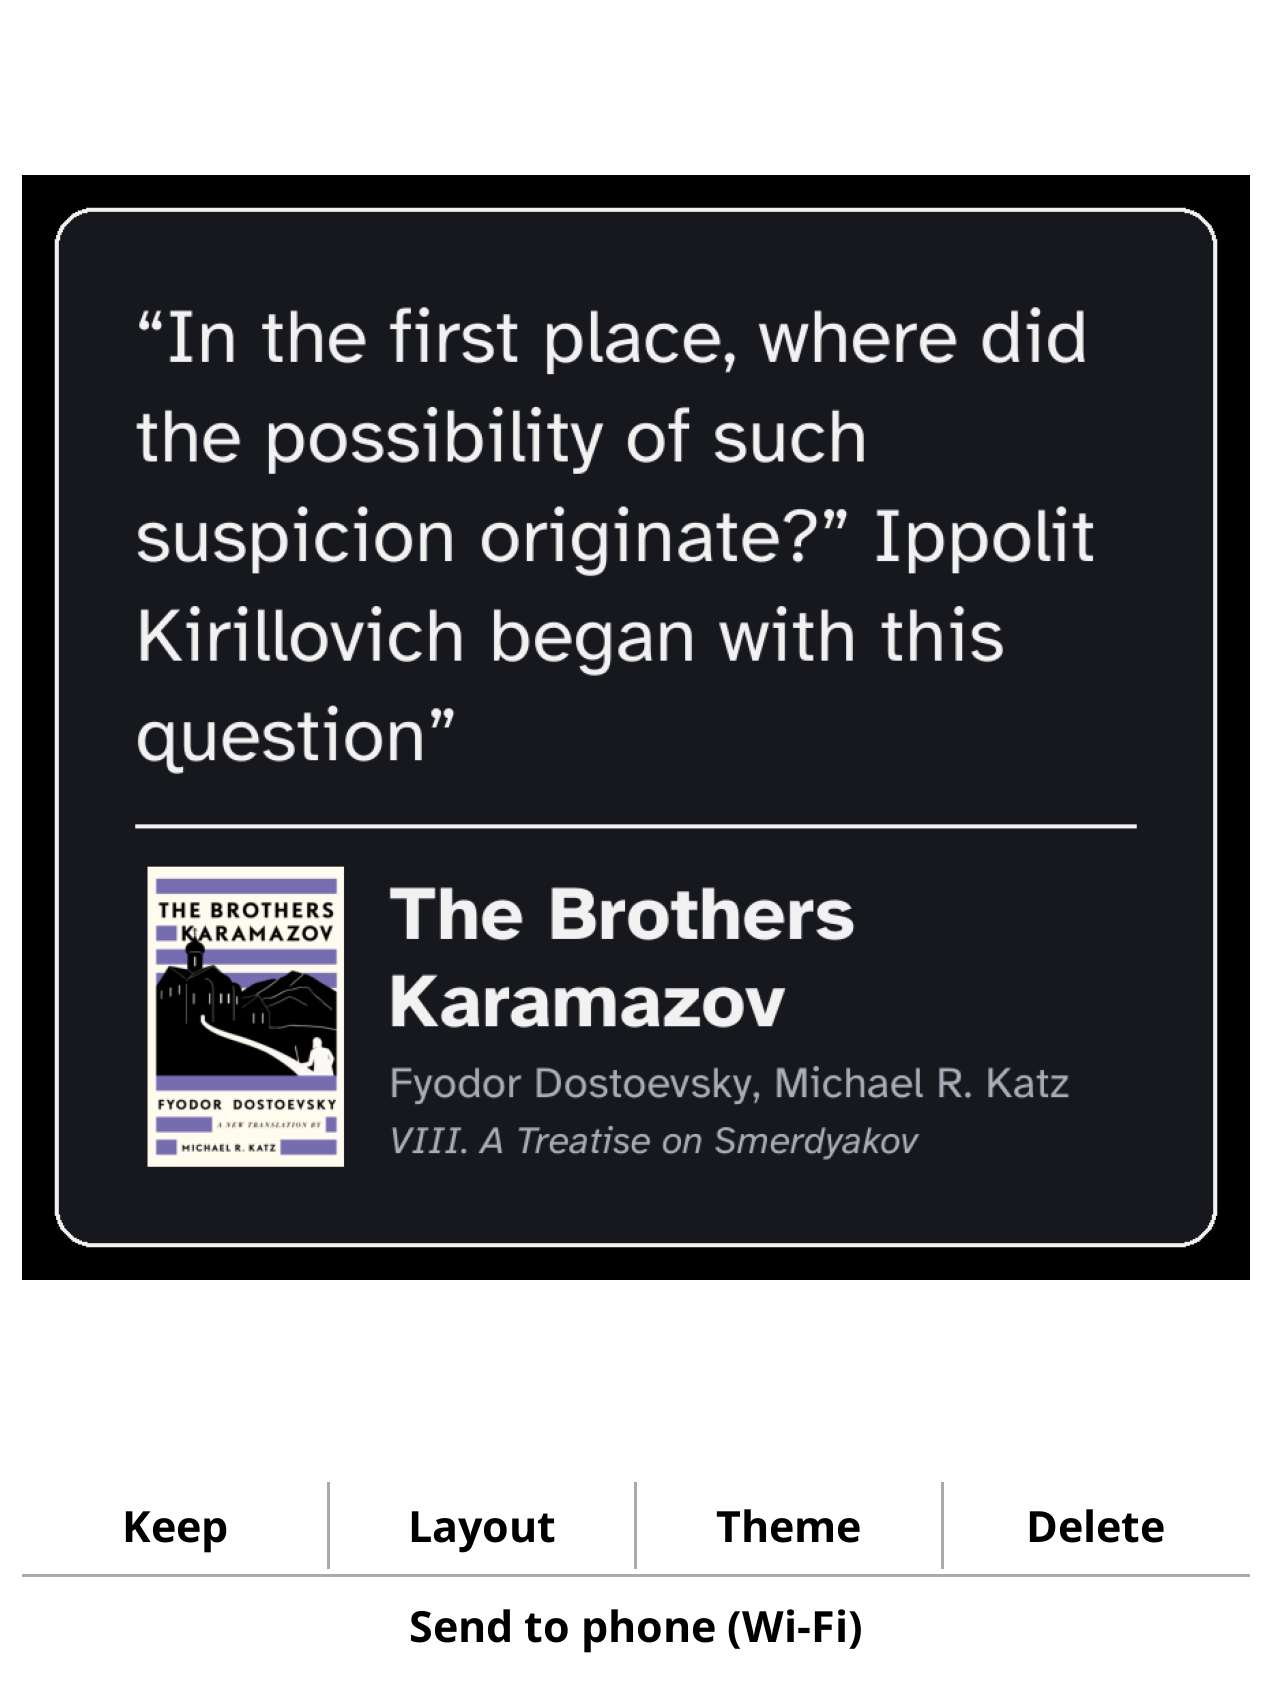 “In the first place, where did
the possibility of such
suspicion originate?” Ippolit
Kirillovich began with this
question”
THE BROTHERS
KARAMAZOV
FYODOR DOSTOEVSKY
A NEW TRANSLATION BY
MICHAEL R. KATZ
The Brothers
Karamazov
Fyodor Dostoevsky, Michael R. Katz
VIII. A Treatise on Smerdyakov
Keep
Layout
Theme
Delete
Send to phone (Wi-Fi)